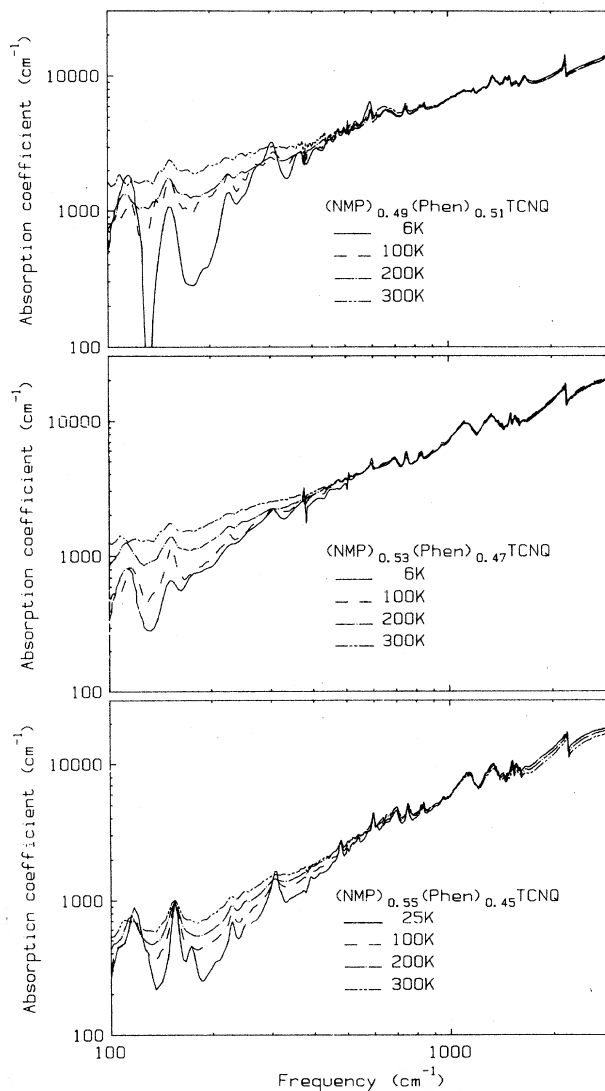 Absorption coefficient (cm⁻¹)
10000
1000
100
(NMP)₀.₄₉(Phen)₀.₅₁TCNQ
6K
100K
200K
300K
Absorption coefficient (cm⁻¹)
10000
1000
100
(NMP)₀.₅₃(Phen)₀.₄₇TCNQ
6K
100K
200K
300K
Absorption coefficient (cm⁻¹)
10000
1000
100
(NMP)₀.₅₅(Phen)₀.₄₅TCNQ
25K
100K
200K
300K
100
1000
Frequency (cm⁻¹)